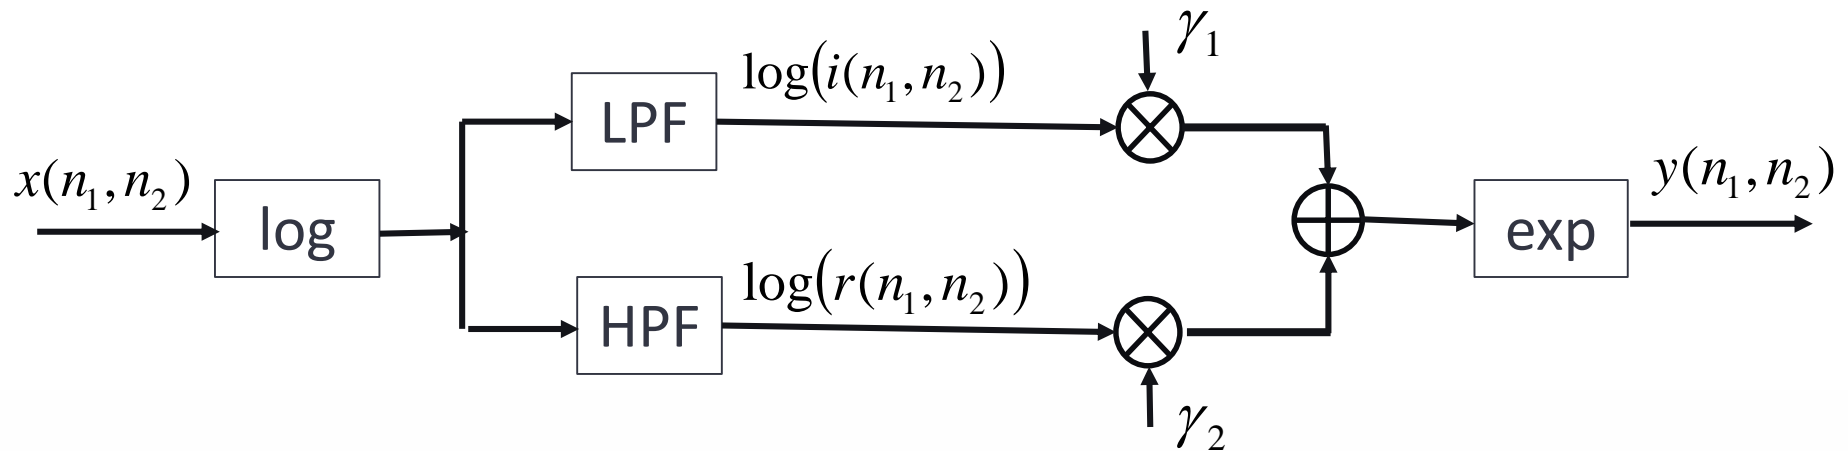 x(n₁, n₂)
log
LPF
log(i(n₁, n₂))
γ₁
HPF
log(r(n₁, n₂))
γ₂
exp
y(n₁, n₂)